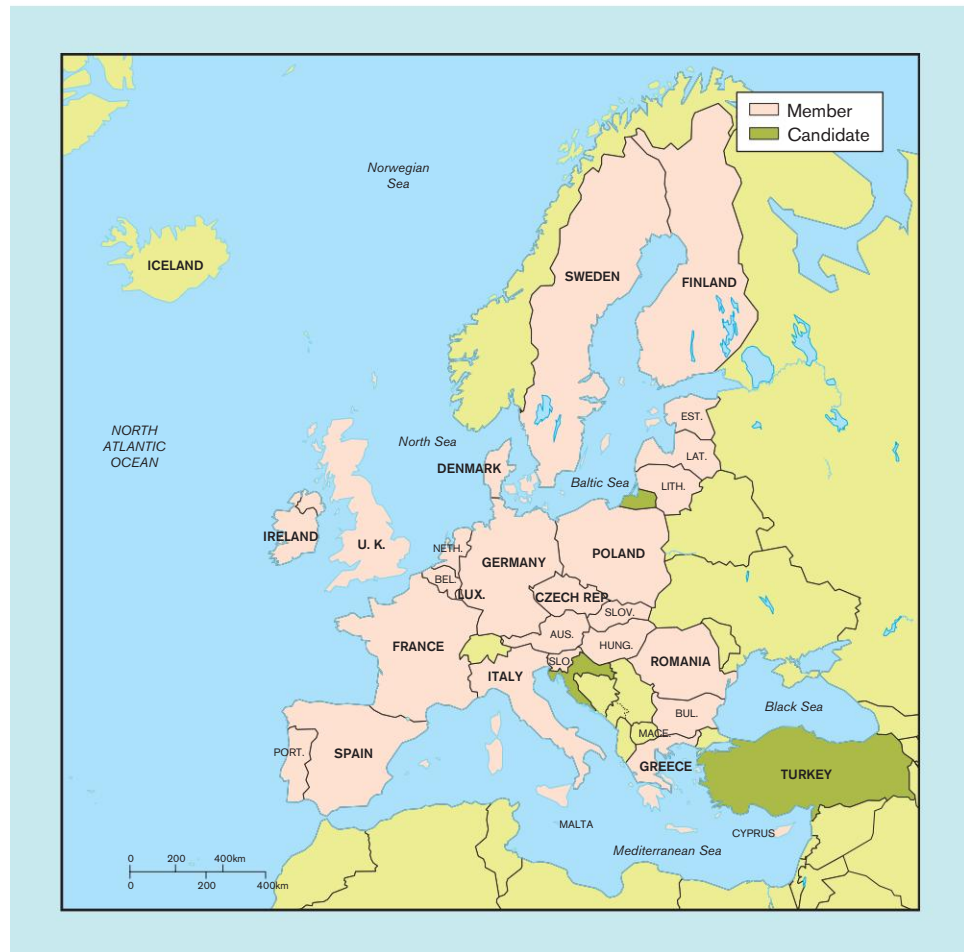 Member
Candidate
Norwegian
Sea
ICELAND
SWEDEN
FINLAND
NORTH
ATLANTIC
OCEAN
North Sea
EST.
DENMARK
LAT.
Baltic Sea
LITH.
IRELAND
U. K.
NETH.
GERMANY
POLAND
BEL.
LUX.
CZECH REP.
SLOV.
AUS.
HUNG.
FRANCE
SLO.
ROMANIA
ITALY
Black Sea
BUL.
MACE.
PORT.
SPAIN
GREECE
TURKEY
MALTA
CYPRUS
Mediterranean Sea
0 200 400km
0 200 400km